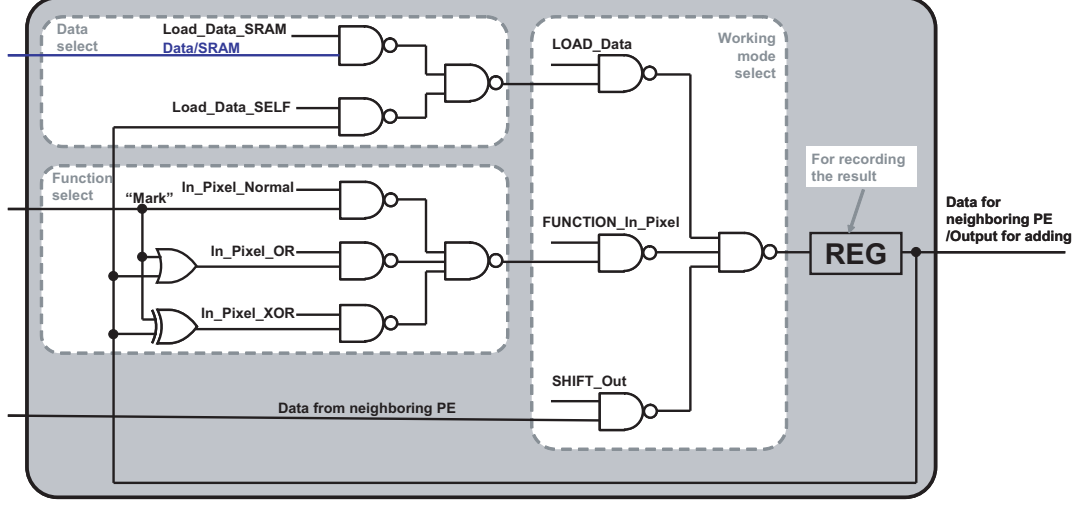 Data
select
Load_Data_SRAM
Data/SRAM
Load_Data_SELF
Function
select
“Mark”
In_Pixel_Normal
In_Pixel_OR
In_Pixel_XOR
Data from neighboring PE
LOAD_Data
Working
mode
select
FUNCTION_In_Pixel
SHIFT_Out
For recording
the result
REG
Data for
neighboring PE
/Output for adding